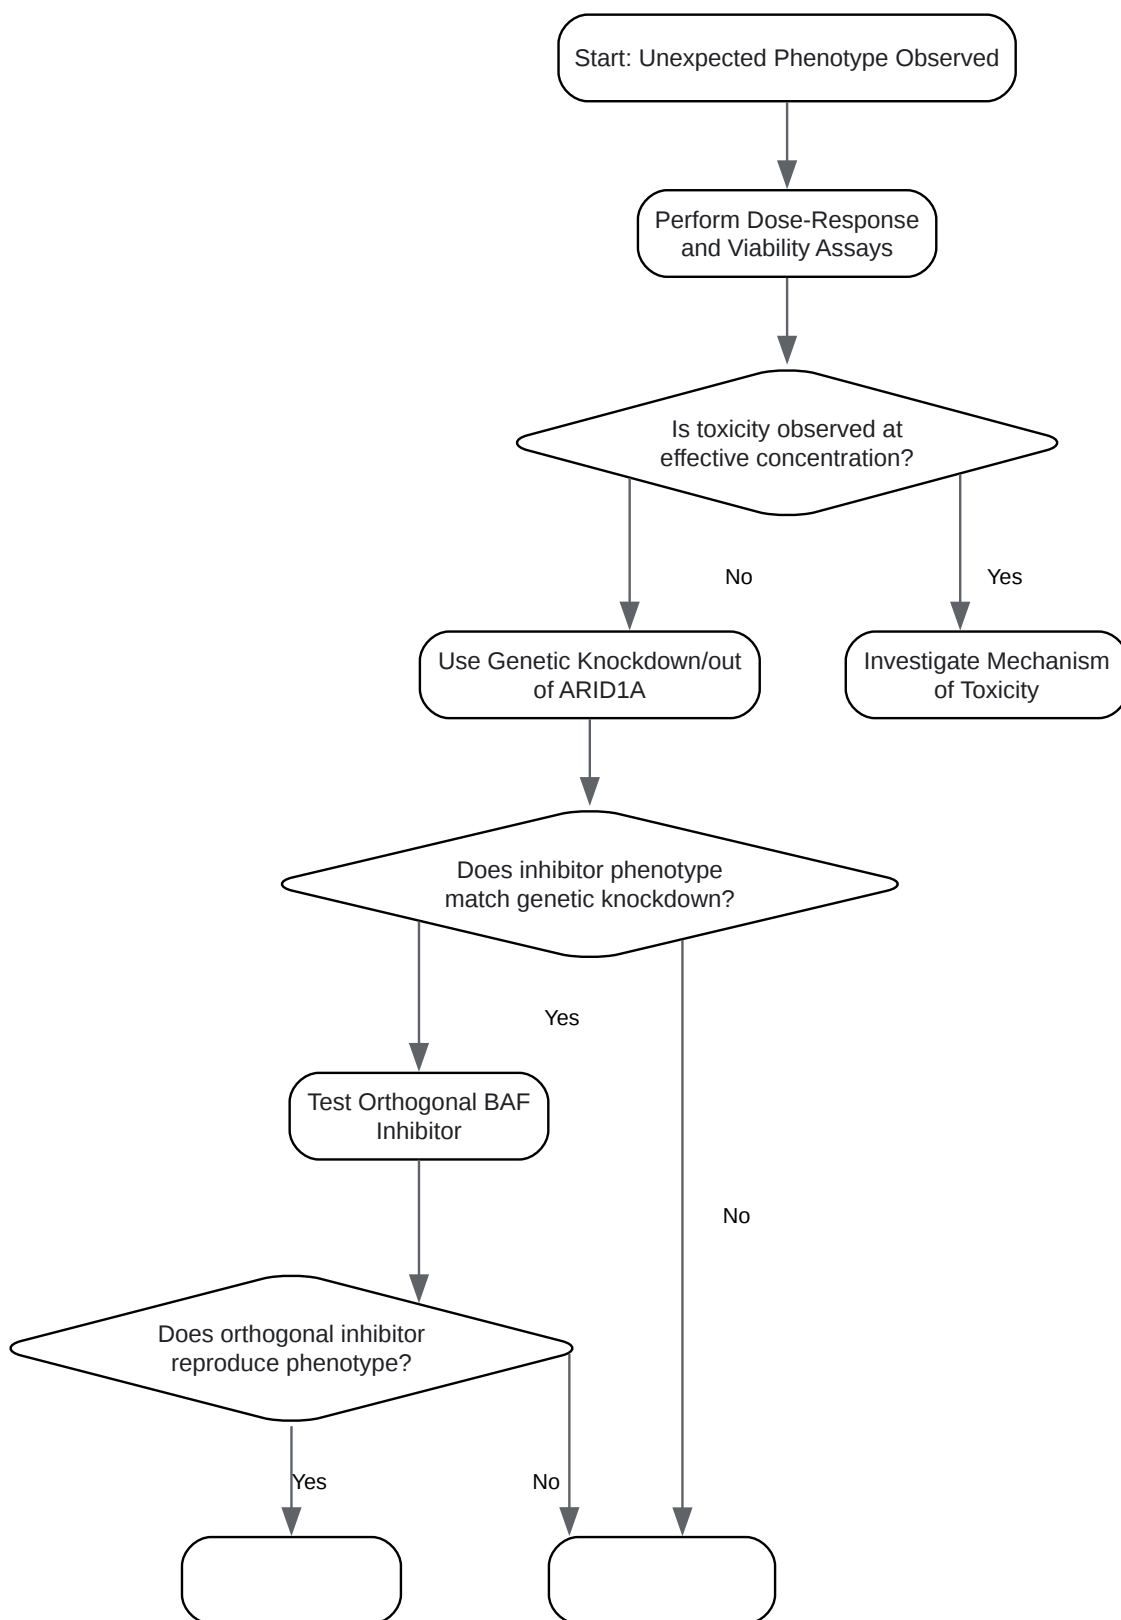 Start: Unexpected Phenotype Observed
Perform Dose-Response
and Viability Assays
Is toxicity observed at
effective concentration?
No
Yes
Use Genetic Knockdown/out
of ARID1A
Investigate Mechanism
of Toxicity
Does inhibitor phenotype
match genetic knockdown?
Yes
Test Orthogonal BAF
Inhibitor
No
Does orthogonal inhibitor
reproduce phenotype?
Yes
No